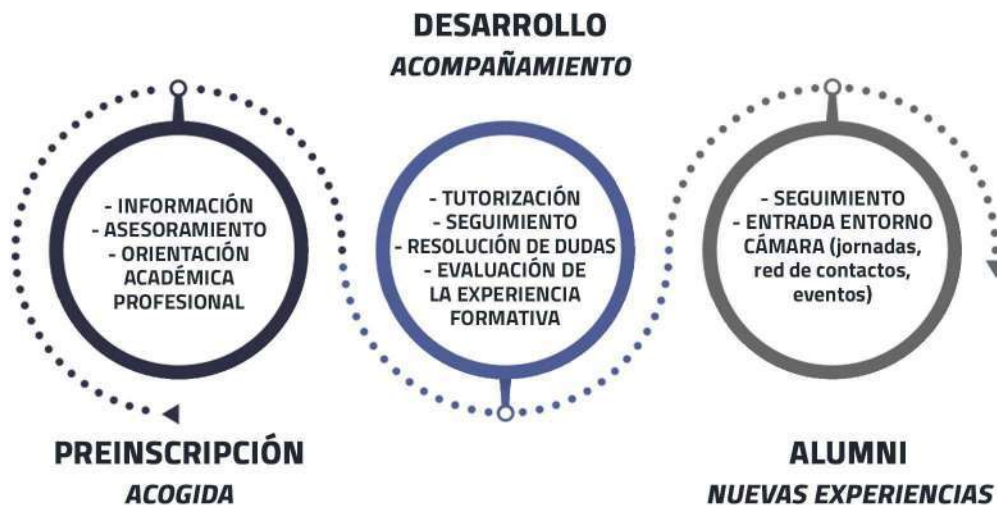 DESARROLLO
ACOMPAÑAMIENTO
- INFORMACIÓN
- ASESORAMIENTO
- ORIENTACIÓN
ACADÉMICA
PROFESIONAL
- TUTORIZACIÓN
- SEGUIMIENTO
- RESOLUCIÓN DE DUDAS
- EVALUACIÓN DE
LA EXPERIENCIA
FORMATIVA
- SEGUIMIENTO
- ENTRADA ENTORNO
CÁMARA (jornadas,
red de contactos,
eventos)
PREINSCRIPCIÓN
ACOGIDA
ALUMNI
NUEVAS EXPERIENCIAS